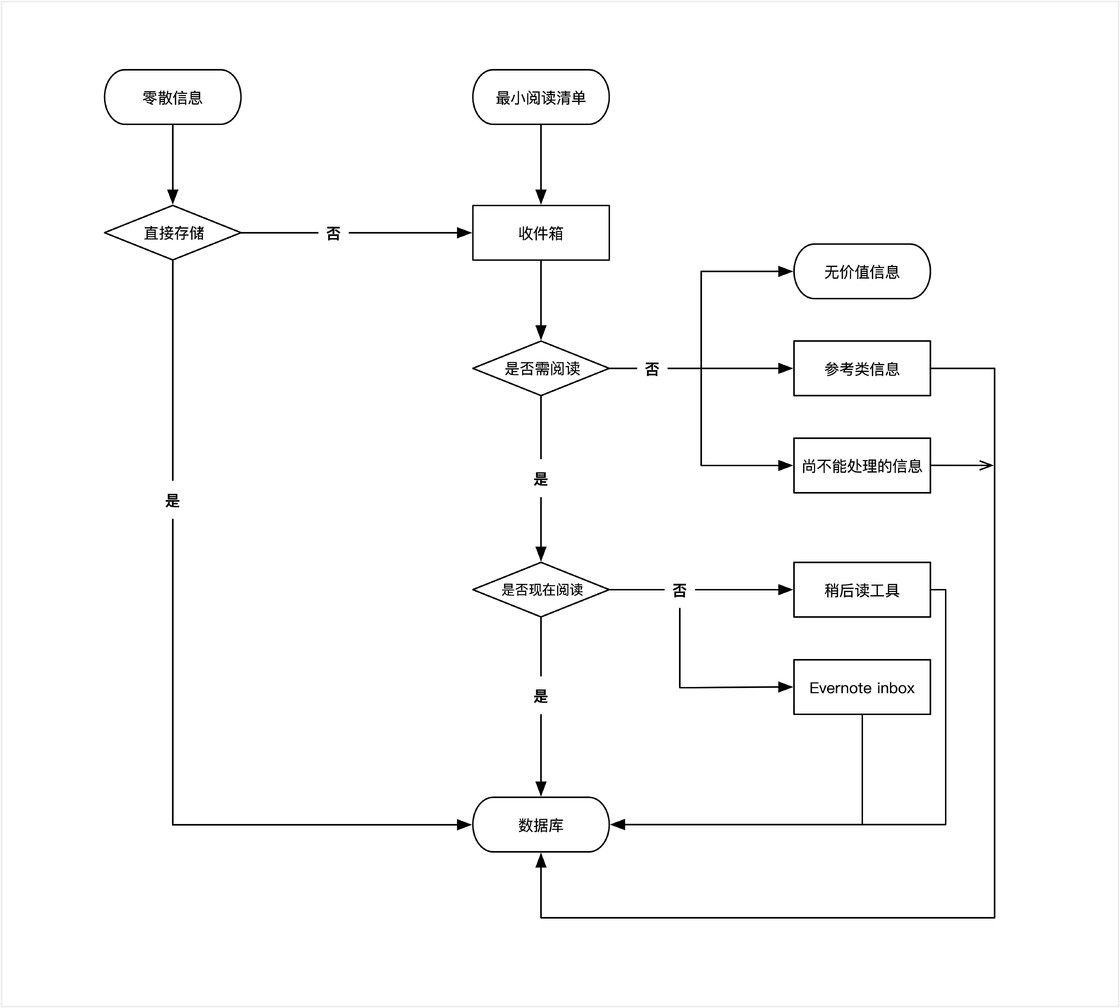 零散信息
最小阅读清单
直接存储
否
收件箱
无价值信息
是否需阅读
否
参考类信息
尚不能处理的信息
是
是
是否现在阅读
否
稍后读工具
Evernote inbox
是
数据库